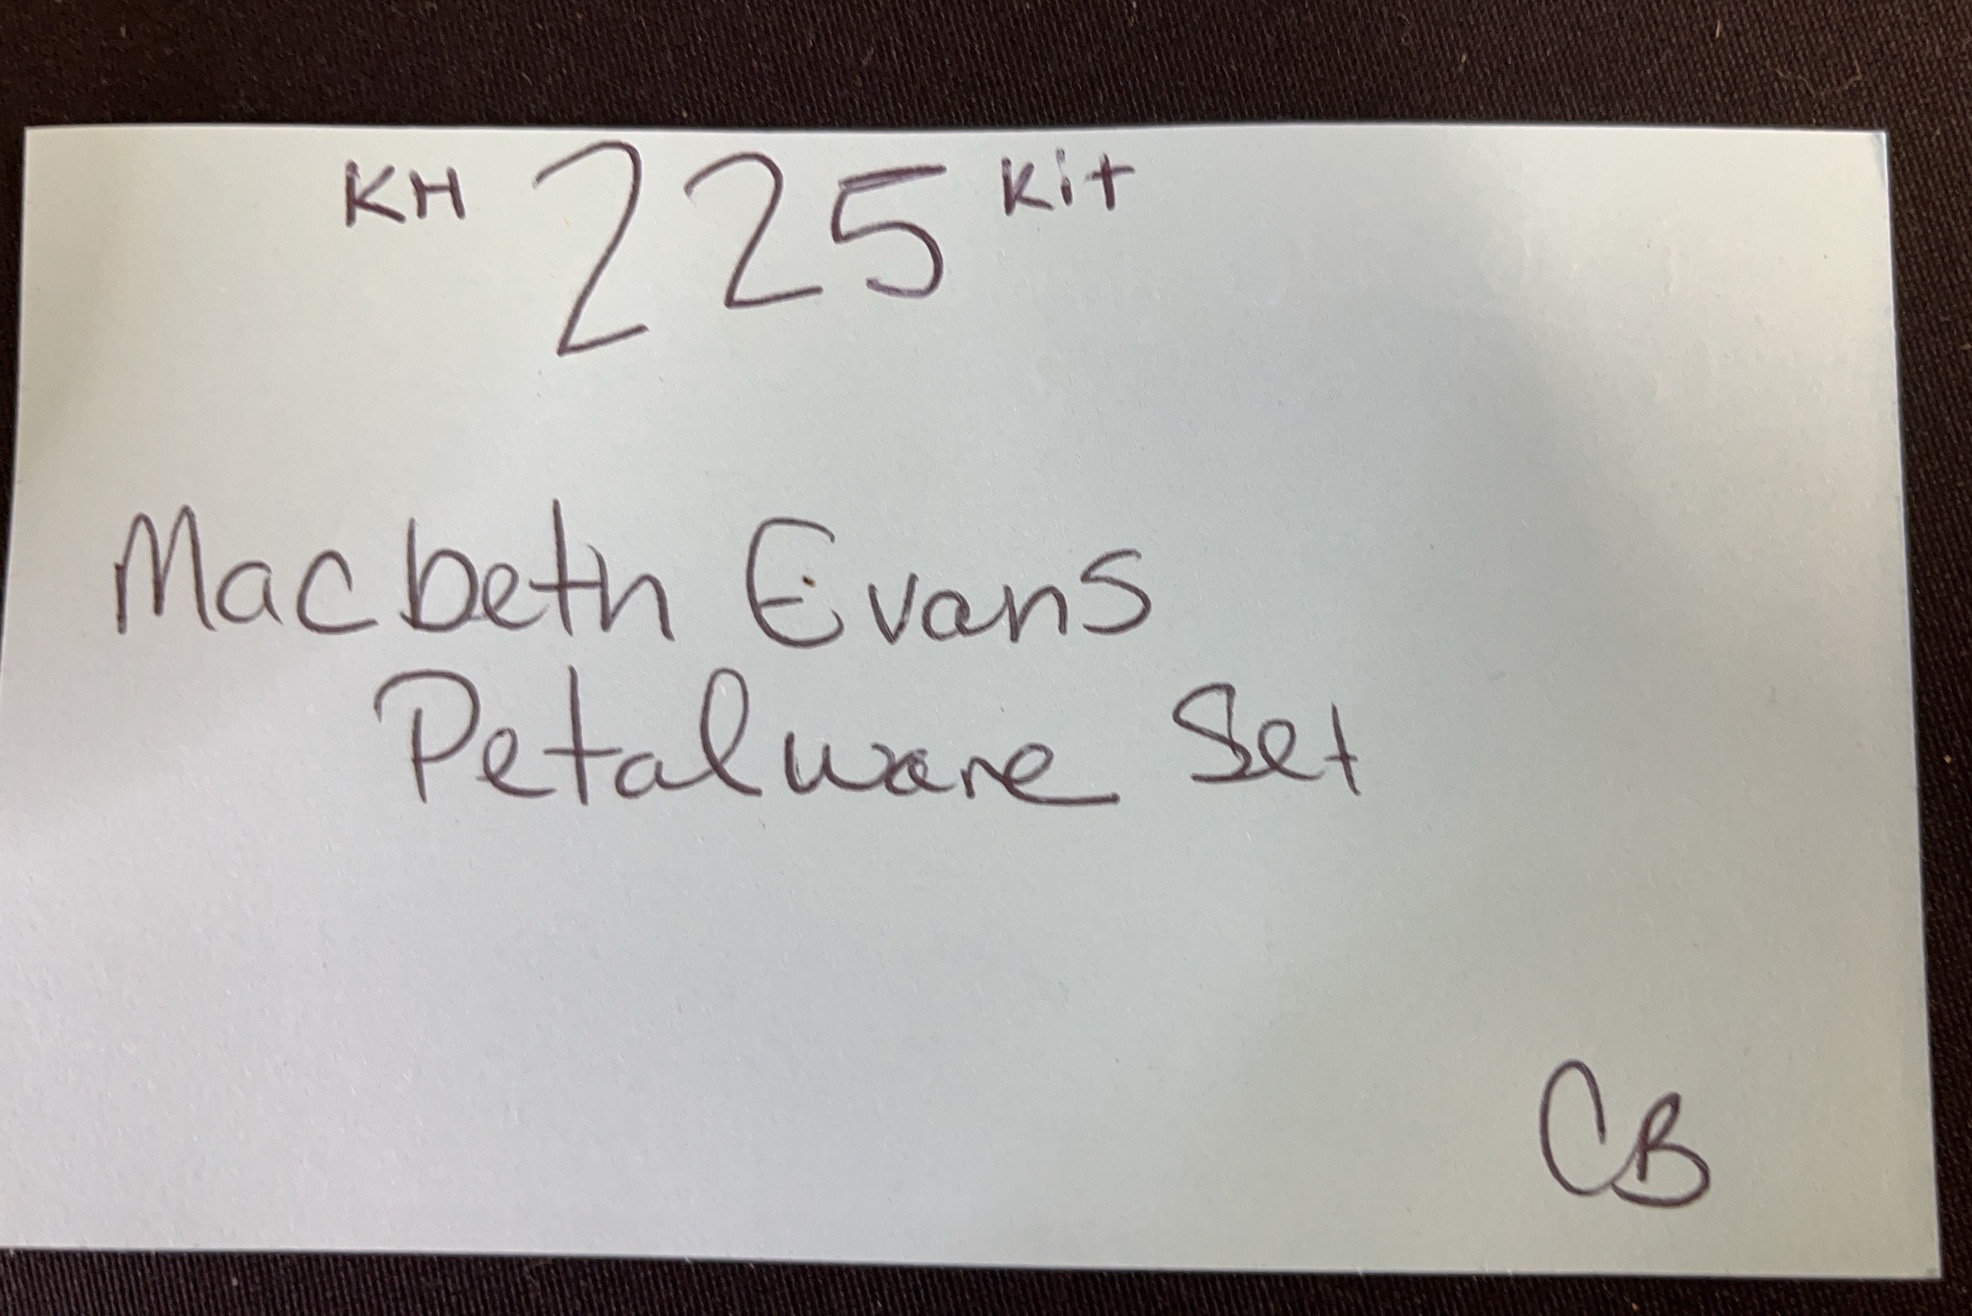 KH 225 Kit
Macbeth Evans
Petalware Set
CB